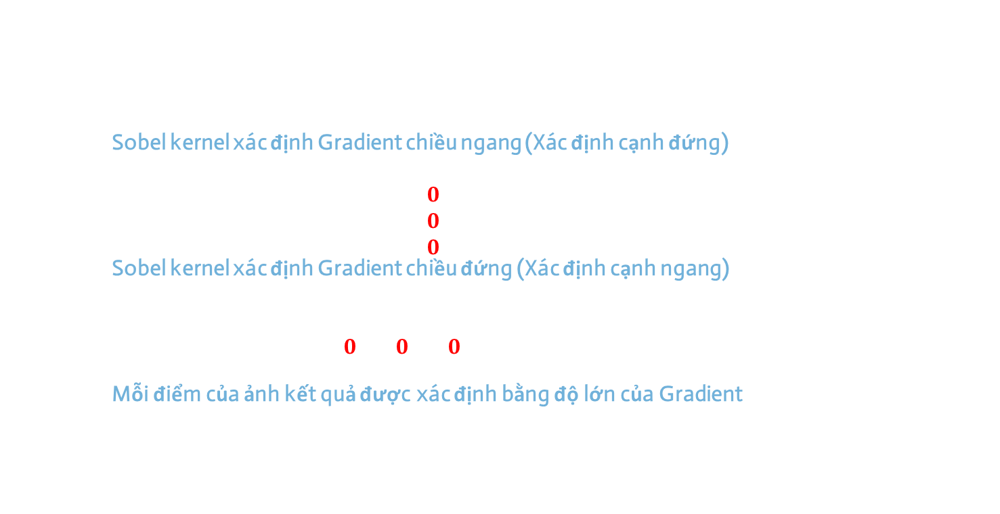 Sobel kernel xác định Gradient chiều ngang (Xác định cạnh đứng)
0
0
0
Sobel kernel xác định Gradient chiều đứng (Xác định cạnh ngang)
0 0 0
Mỗi điểm của ảnh kết quả được xác định bằng độ lớn của Gradient